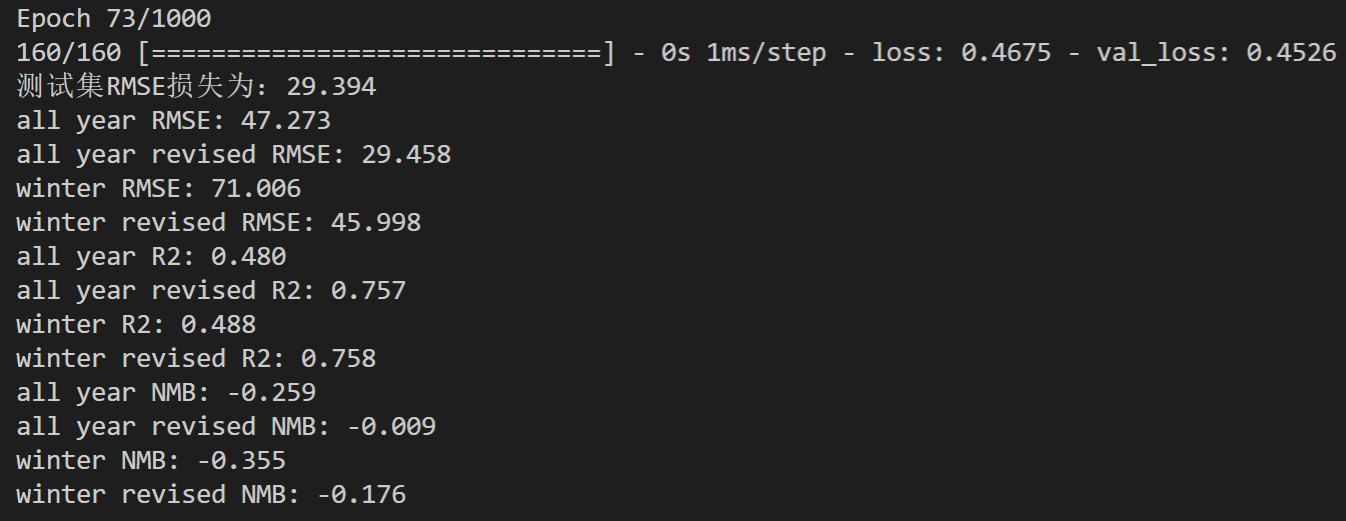 Epoch 73/1000
160/160 [==============================] - 0s 1ms/step - loss: 0.4675 - val_loss: 0.4526
测试集RMSE损失为：29.394
all year RMSE: 47.273
all year revised RMSE: 29.458
winter RMSE: 71.006
winter revised RMSE: 45.998
all year R2: 0.480
all year revised R2: 0.757
winter R2: 0.488
winter revised R2: 0.758
all year NMB: -0.259
all year revised NMB: -0.009
winter NMB: -0.355
winter revised NMB: -0.176